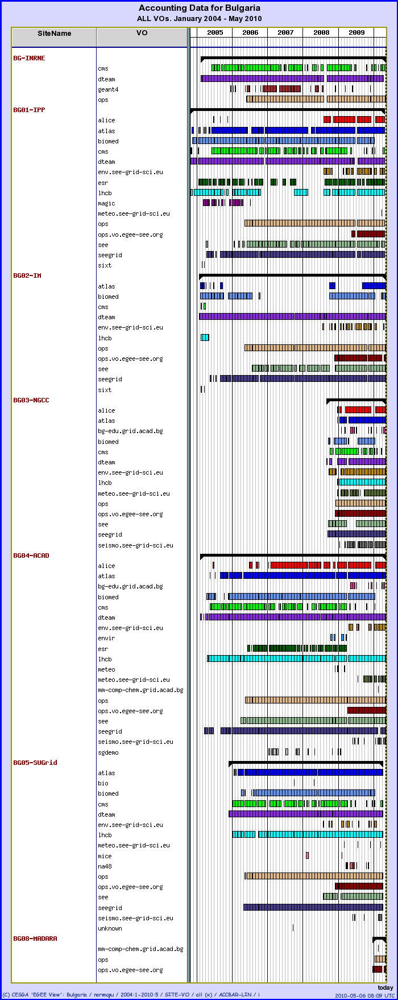 Accounting Data for Bulgaria
ALL VOs. January 2004 - May 2010
SiteName VO 2005 2006 2007 2008 2009
BG-INRNE
cms
dteam
geant4
ops
BG01-IPP
alice
atlas
biomed
cms
dteam
env.see-grid-sci.eu
esr
lhcb
magic
meteo.see-grid-sci.eu
ops
ops.vo.egee-see.org
see
seegrid
sixt
BG02-IM
atlas
biomed
cms
dteam
env.see-grid-sci.eu
lhcb
ops
ops.vo.egee-see.org
see
seegrid
sixt
BG03-NGCC
alice
atlas
bg-edu.grid.acad.bg
biomed
cms
dteam
env.see-grid-sci.eu
lhcb
meteo.see-grid-sci.eu
ops
ops.vo.egee-see.org
see
seegrid
seismo.see-grid-sci.eu
BG04-ACAD
alice
atlas
bg-edu.grid.acad.bg
biomed
cms
dteam
env.see-grid-sci.eu
envir
esr
lhcb
meteo
meteo.see-grid-sci.eu
mm-comp-chem.grid.acad.bg
ops
ops.vo.egee-see.org
see
seegrid
seismo.see-grid-sci.eu
sgdemo
BG05-SUGrid
atlas
bio
biomed
cms
dteam
env.see-grid-sci.eu
lhcb
meteo.see-grid-sci.eu
mice
na48
ops
ops.vo.egee-see.org
see
seegrid
seismo.see-grid-sci.eu
unknown
BG08-MADARA
mm-comp-chem.grid.acad.bg
ops
ops.vo.egee-see.org
today
(C) CESGA 'EGEE View': Bulgaria / normcpu / 2004:1-2010:5 / SITE-VO / all (x) / ACCBAR-LIN / i
2010-05-06 08:09 UTC